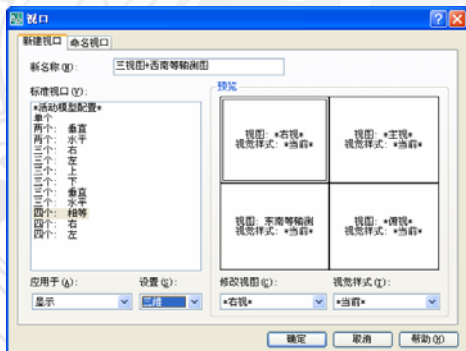 视口
新建视口 命名视口
新名称(N): 三视图+西南等轴测图
标准视口(V):
*活动模型配置*
单个
两个: 垂直
两个: 水平
三个: 右
三个: 左
三个: 上
三个: 下
三个: 垂直
三个: 水平
四个: 相等
四个: 右
四个: 左
预览
视图: *右视*
视觉样式: *当前*
视图: *主视*
视觉样式: *当前*
视图: 东南等轴测
视觉样式: *当前*
视图: *俯视*
视觉样式: *当前*
应用于(A): 设置(S): 修改视图(C): 视觉样式(T):
显示 三维 *右视* *当前*
确定 取消 帮助(H)